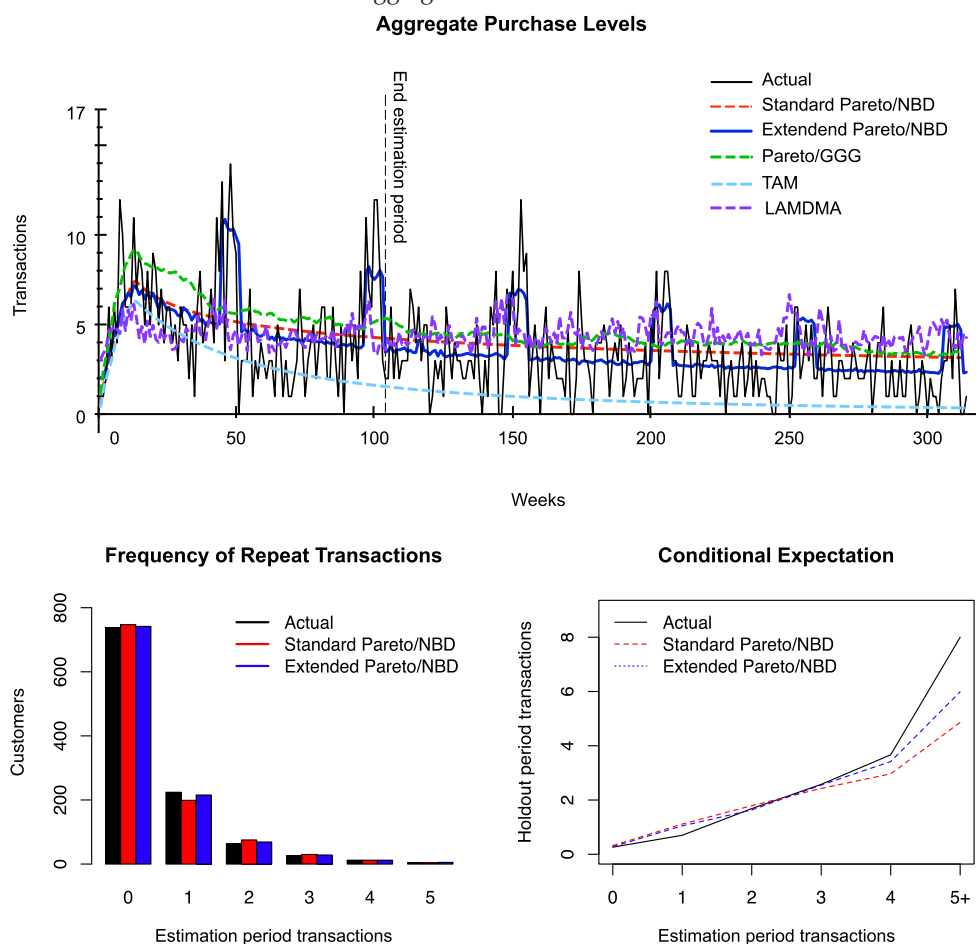 Aggregate Purchase Levels
Actual
Standard Pareto/NBD
Extendend Pareto/NBD
Pareto/GGG
TAM
LAMDMA
End estimation period
Transactions
17
10
5
0
0 50 100 150 200 250 300
Weeks
Frequency of Repeat Transactions
Actual
Standard Pareto/NBD
Extended Pareto/NBD
Customers
800
600
400
200
0
0 1 2 3 4 5
Estimation period transactions
Conditional Expectation
Actual
Standard Pareto/NBD
Extended Pareto/NBD
Holdout period transactions
8
6
4
2
0
0 1 2 3 4 5+
Estimation period transactions